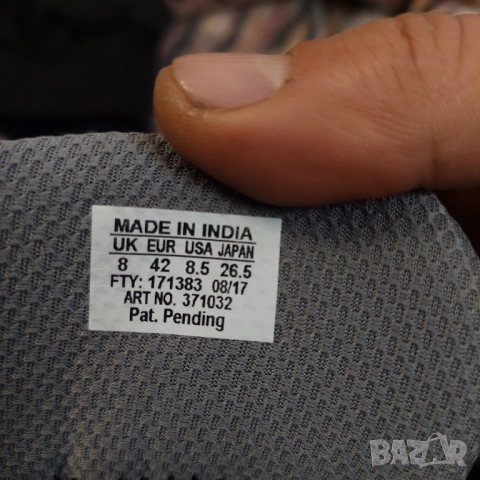 MADE IN INDIA
UK EUR USA JAPAN
8 42 8.5 26.5
FTY: 171383 08/17
ART NO. 371032
Pat. Pending
BAZAR